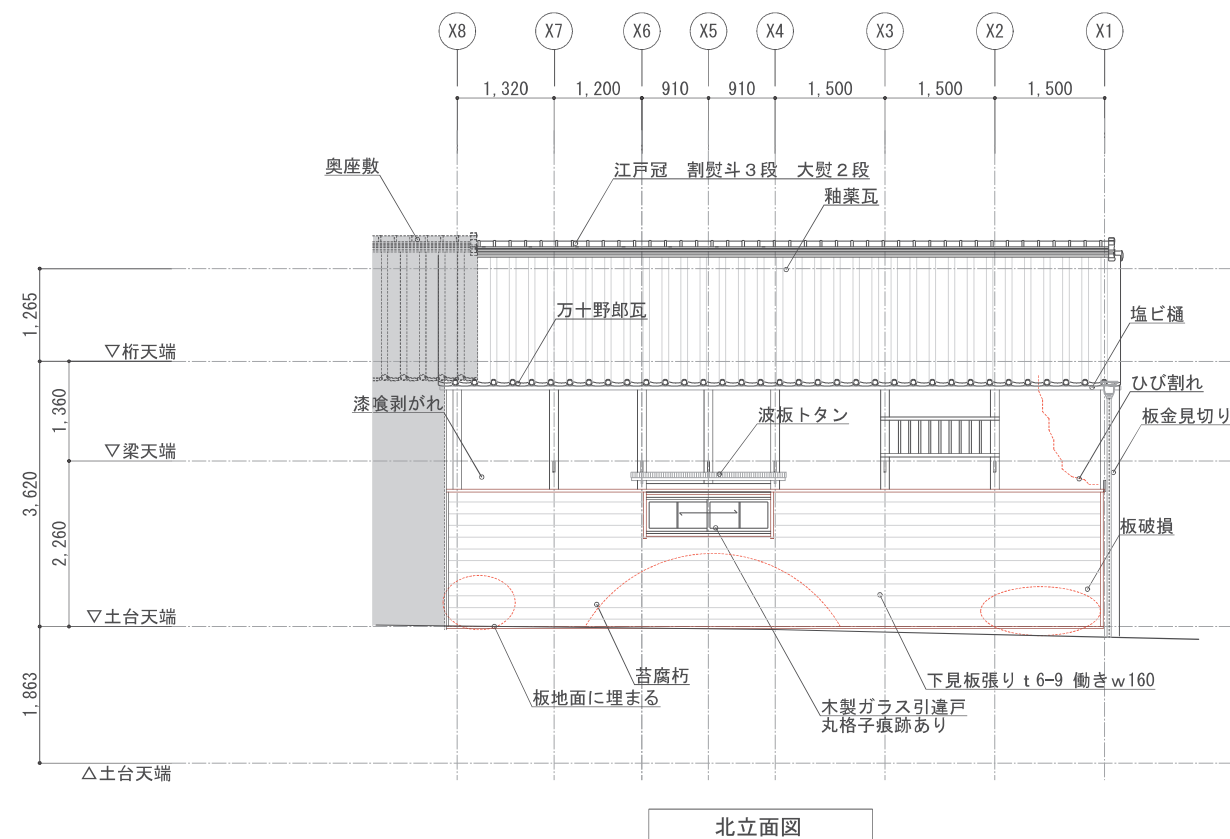 X8 X7 X6 X5 X4 X3 X2 X1
1,320 1,200 910 910 1,500 1,500 1,500
奥座敷
江戸冠 割熨斗3段 大熨2段
釉薬瓦
1,265
万十野郎瓦
塩ビ樋
▽桁天端
ひび割れ
漆喰剥がれ
波板トタン
板金見切り
1,360
▽梁天端
3,620
2,260
板破損
▽土台天端
苔腐朽
下見板張り t6-9 働きw160
板地面に埋まる
木製ガラス引違戸
丸格子痕跡あり
1,863
△土台天端
北立面図